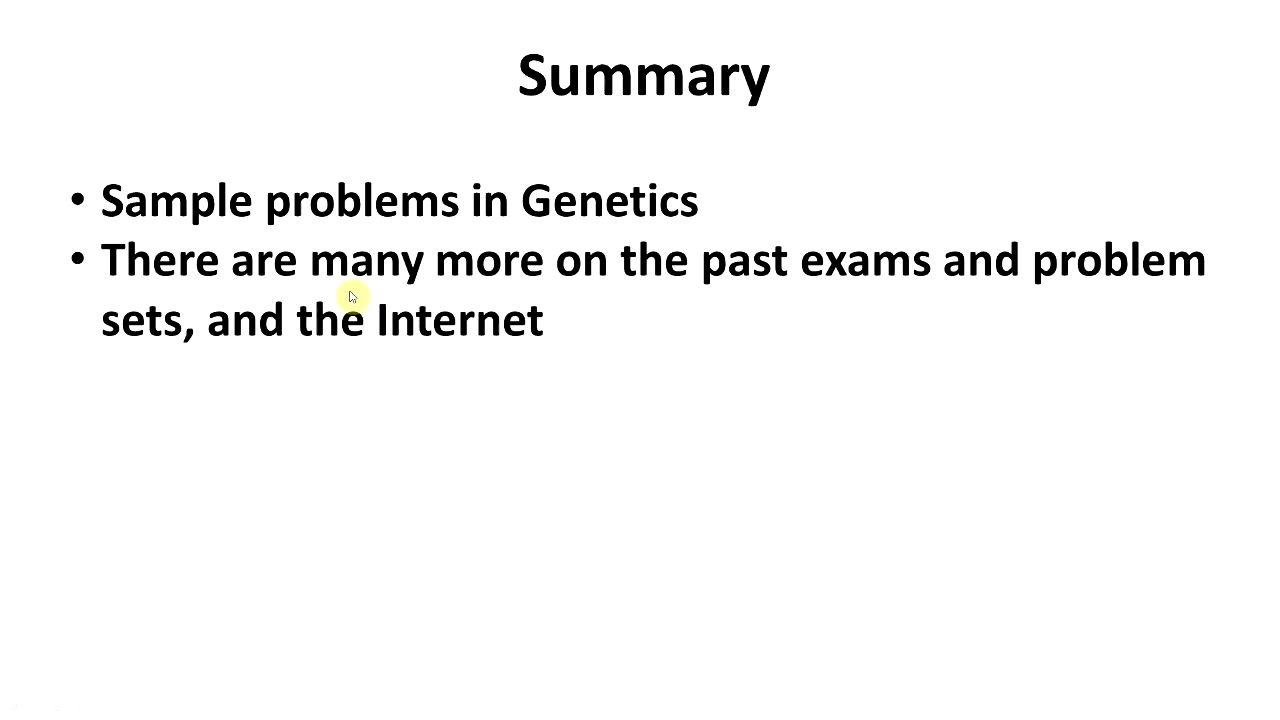 Summary
• Sample problems in Genetics
• There are many more on the past exams and problem
sets, and the Internet